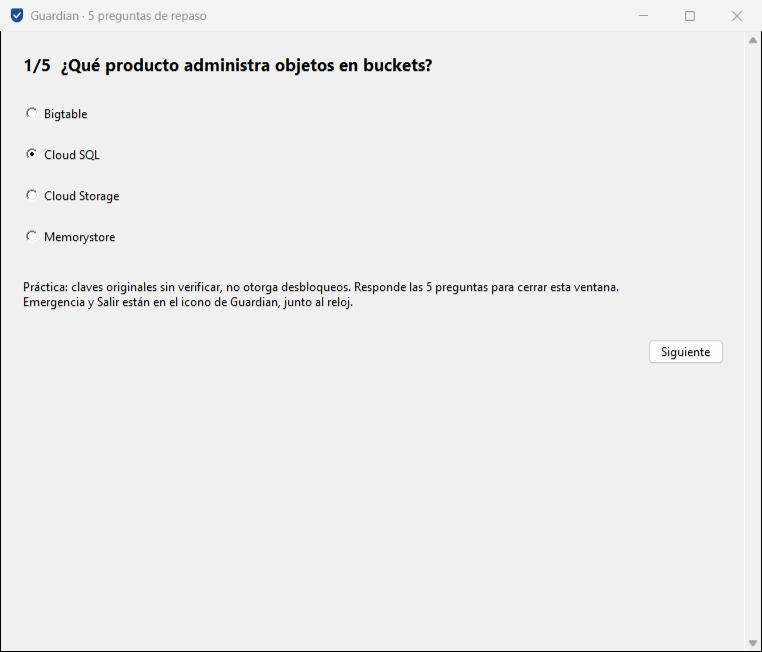 Guardian · 5 preguntas de repaso
1/5 ¿Qué producto administra objetos en buckets?
Bigtable
Cloud SQL
Cloud Storage
Memorystore
Práctica: claves originales sin verificar, no otorga desbloqueos. Responde las 5 preguntas para cerrar esta ventana.
Emergencia y Salir están en el icono de Guardian, junto al reloj.
Siguiente